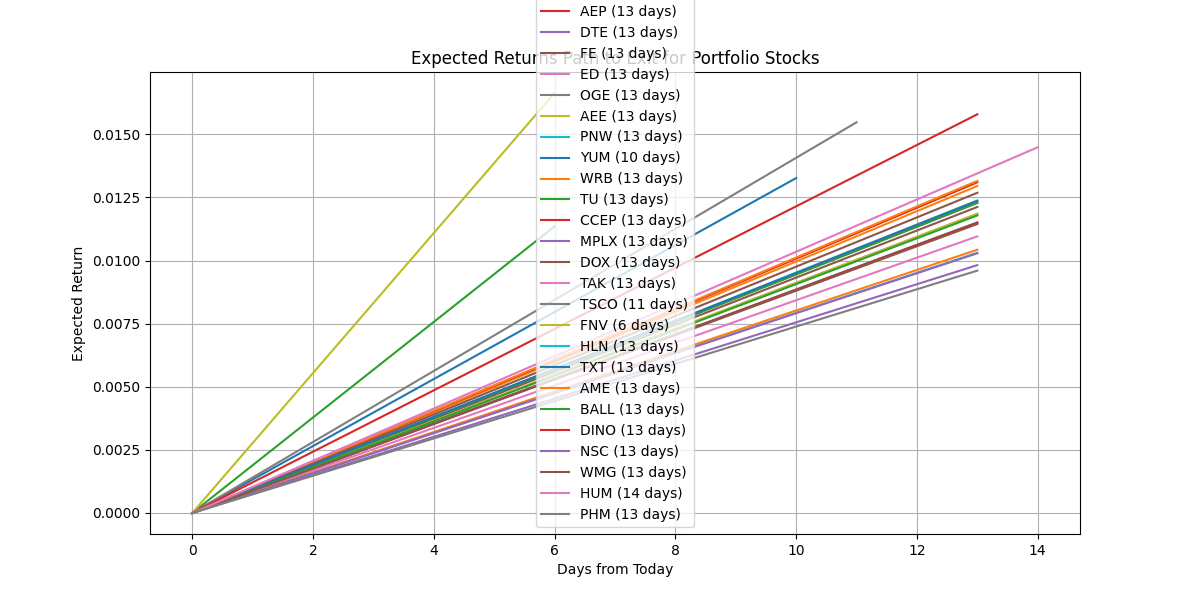 AEP (13 days)
DTE (13 days)
FE (13 days)
Expected Returns Path to Exit for Portfolio Stocks
ED (13 days)
OGE (13 days)
AEE (13 days)
PNW (13 days)
YUM (10 days)
WRB (13 days)
TU (13 days)
CCEP (13 days)
MPLX (13 days)
DOX (13 days)
TAK (13 days)
TSCO (11 days)
FNV (6 days)
HLN (13 days)
TXT (13 days)
AME (13 days)
BALL (13 days)
DINO (13 days)
NSC (13 days)
WMG (13 days)
HUM (14 days)
PHM (13 days)
Expected Return
0.0150
0.0125
0.0100
0.0075
0.0050
0.0025
0.0000
0 2 4 6 8 10 12 14
Days from Today